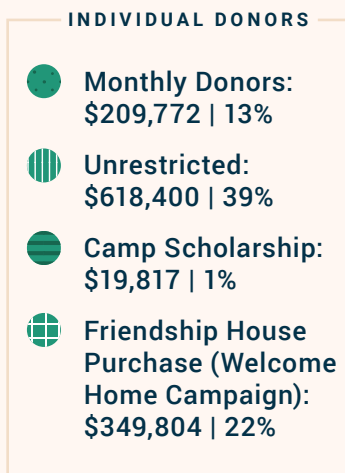 INDIVIDUAL DONORS
Monthly Donors:
$209,772 | 13%
Unrestricted:
$618,400 | 39%
Camp Scholarship:
$19,817 | 1%
Friendship House
Purchase (Welcome
Home Campaign):
$349,804 | 22%